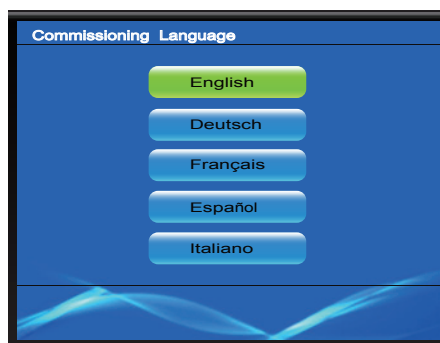 Commissioning Language
English
Deutsch
Français
Español
Italiano